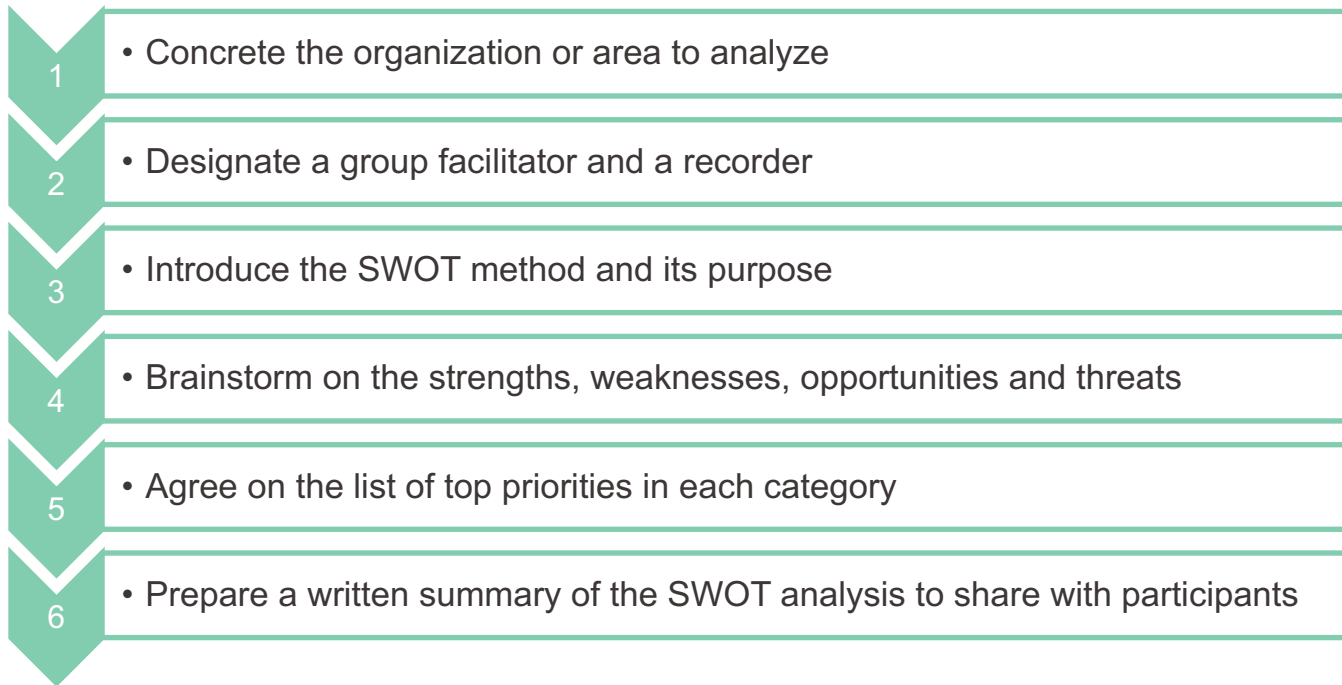 1
• Concrete the organization or area to analyze
2
• Designate a group facilitator and a recorder
3
• Introduce the SWOT method and its purpose
4
• Brainstorm on the strengths, weaknesses, opportunities and threats
5
• Agree on the list of top priorities in each category
6
• Prepare a written summary of the SWOT analysis to share with participants